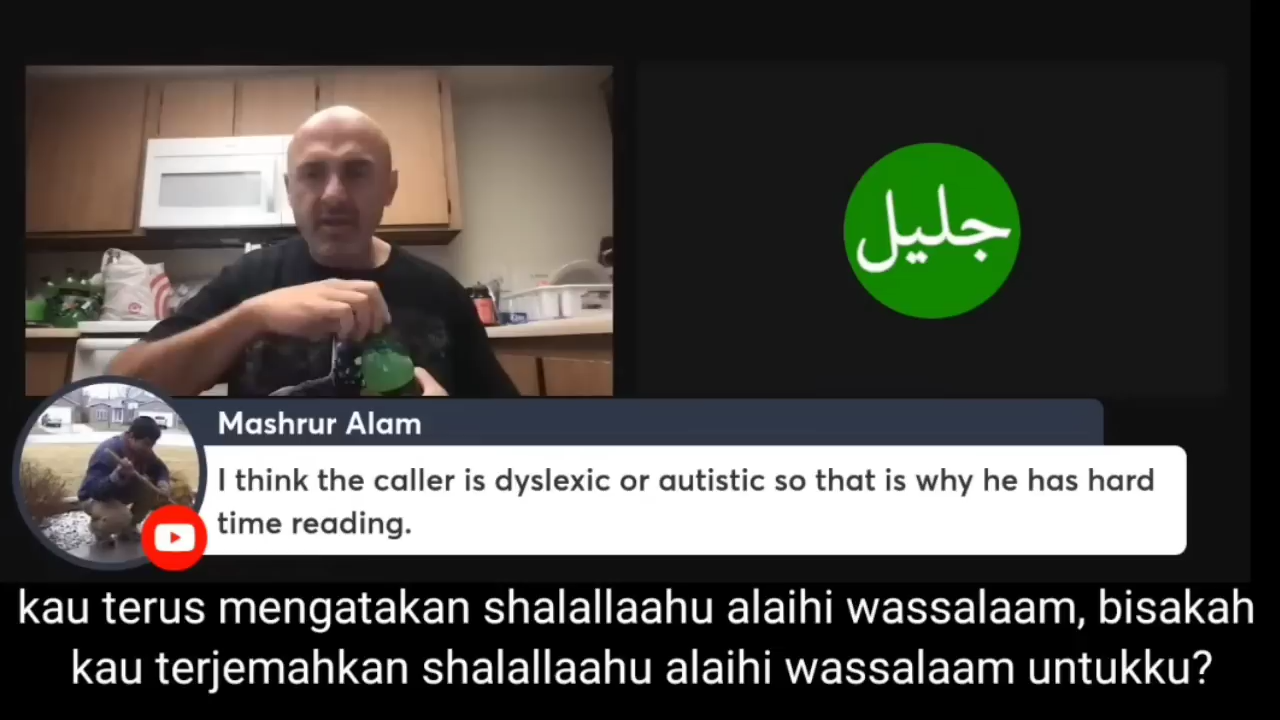 جليل
Mashrur Alam
I think the caller is dyslexic or autistic so that is why he has hard
time reading.
kau terus mengatakan shalallaahu alaihi wassalaam, bisakah
kau terjemahkan shalallaahu alaihi wassalaam untukku?